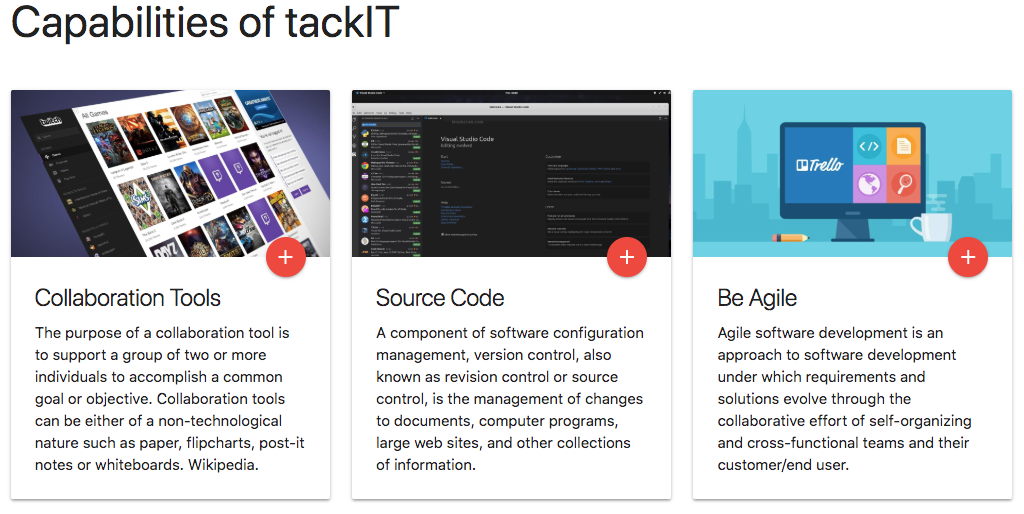 Capabilities of tackIT
twitch
All Games
Visual Studio Code
Editing evolved
Trello
Collaboration Tools
The purpose of a collaboration tool is
to support a group of two or more
individuals to accomplish a common
goal or objective. Collaboration tools
can be either of a non-technological
nature such as paper, flipcharts, post-it
notes or whiteboards. Wikipedia.
Source Code
A component of software configuration
management, version control, also
known as revision control or source
control, is the management of changes
to documents, computer programs,
large web sites, and other collections
of information.
Be Agile
Agile software development is an
approach to software development
under which requirements and
solutions evolve through the
collaborative effort of self-organizing
and cross-functional teams and their
customer/end user.